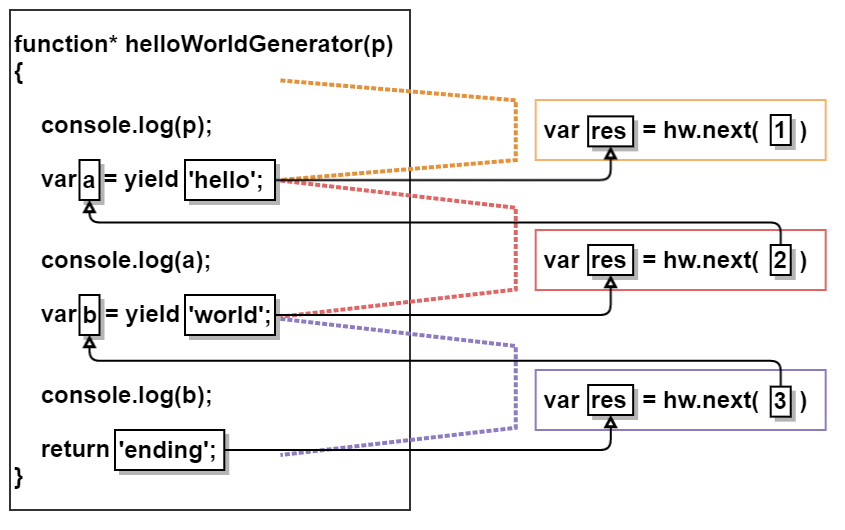 function* helloWorldGenerator(p)
{
console.log(p);
var a = yield 'hello';
var res = hw.next( 1 )
console.log(a);
var b = yield 'world';
var res = hw.next( 2 )
console.log(b);
return 'ending';
var res = hw.next( 3 )
}